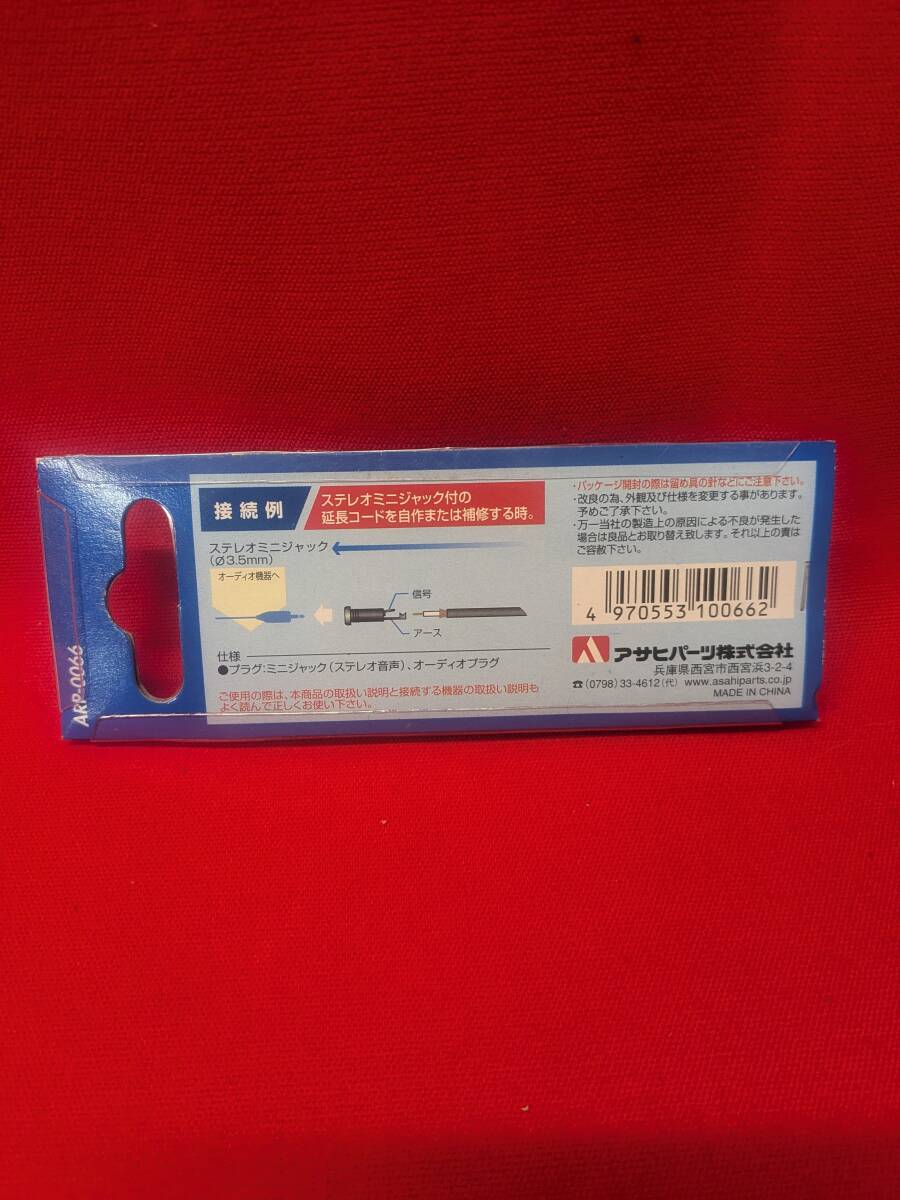 ARP-0066
接続例
ステレオミニジャック付の
延長コードを自作または補修する時。
ステレオミニジャック
(Ø3.5mm)
オーディオ機器へ
信号
アース
仕様
●プラグ:ミニジャック(ステレオ音声)、オーディオプラグ
ご使用の際は、本商品の取扱い説明と接続する機器の取扱い説明も
よく読んで正しくお使い下さい。
・パッケージ開封の際は留め具の針などにご注意下さい。
・改良の為、外観及び仕様を変更する事があります。
予めご了承下さい。
・万一当社の製造上の原因による不良が発生した
場合は良品とお取り替え致します。それ以上の責は
ご容赦下さい。
4 970553 100662
アサヒパーツ株式会社
兵庫県西宮市西宮浜3-2-4
☎(0798)33-4612(代) www.asahiparts.co.jp
MADE IN CHINA